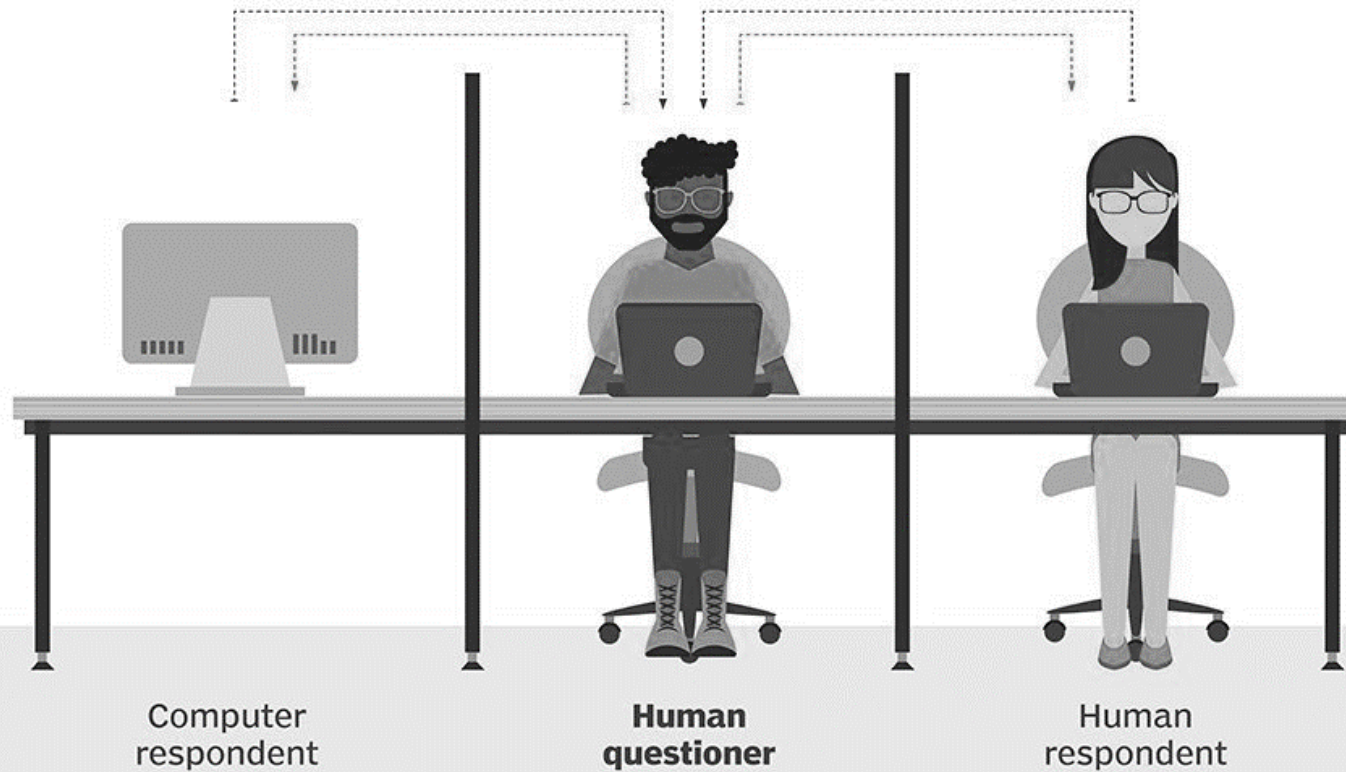 Computer
respondent
Human
questioner
Human
respondent